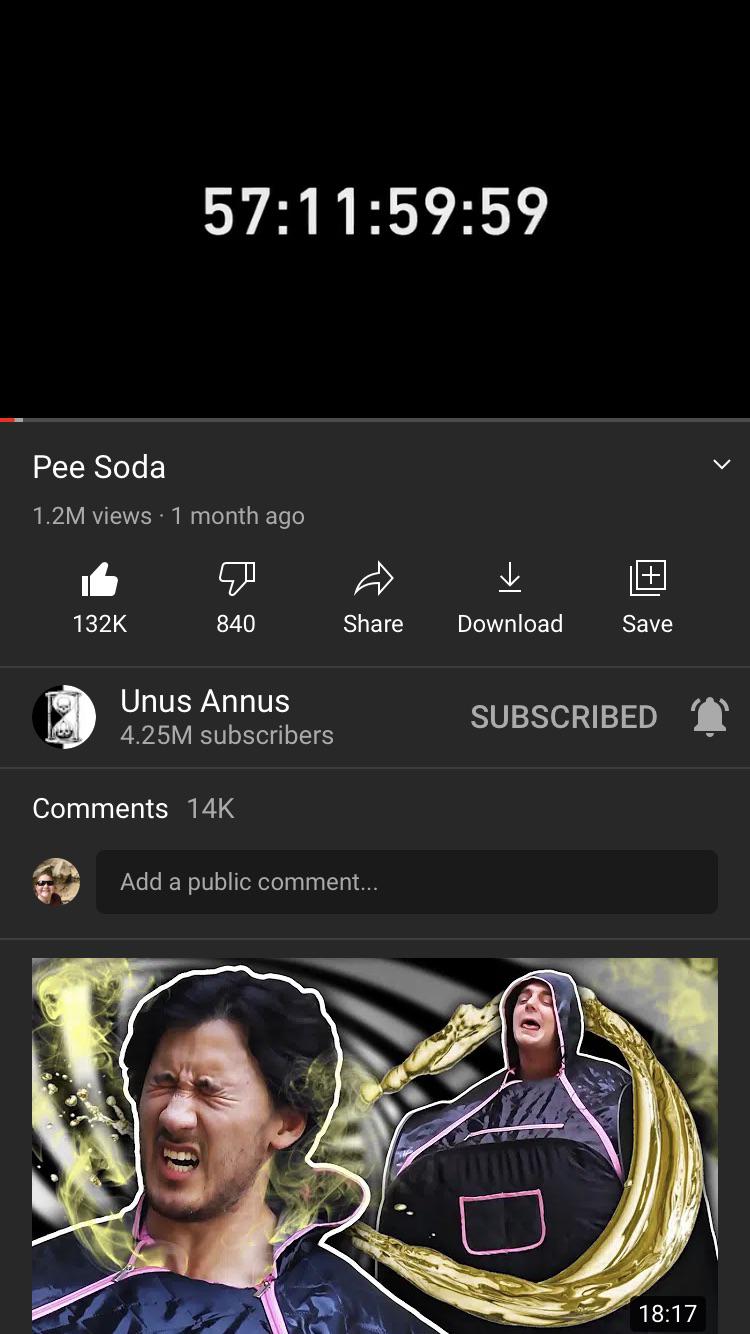 57:11:59:59
Pee Soda
1.2M views · 1 month ago
132K
840
Share
Download
Save
Unus Annus
4.25M subscribers
SUBSCRIBED
Comments 14K
Add a public comment...
18:17